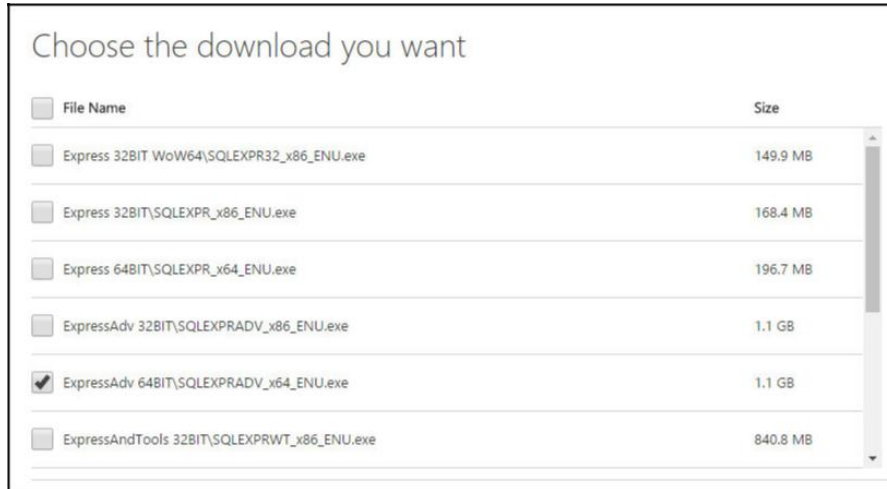 Choose the download you want
File Name Size
Express 32BIT WoW64\SQLEXPR32_x86_ENU.exe 149.9 MB
Express 32BIT\SQLEXPR_x86_ENU.exe 168.4 MB
Express 64BIT\SQLEXPR_x64_ENU.exe 196.7 MB
ExpressAdv 32BIT\SQLEXPRADV_x86_ENU.exe 1.1 GB
ExpressAdv 64BIT\SQLEXPRADV_x64_ENU.exe 1.1 GB
ExpressAndTools 32BIT\SQLEXPRWT_x86_ENU.exe 840.8 MB